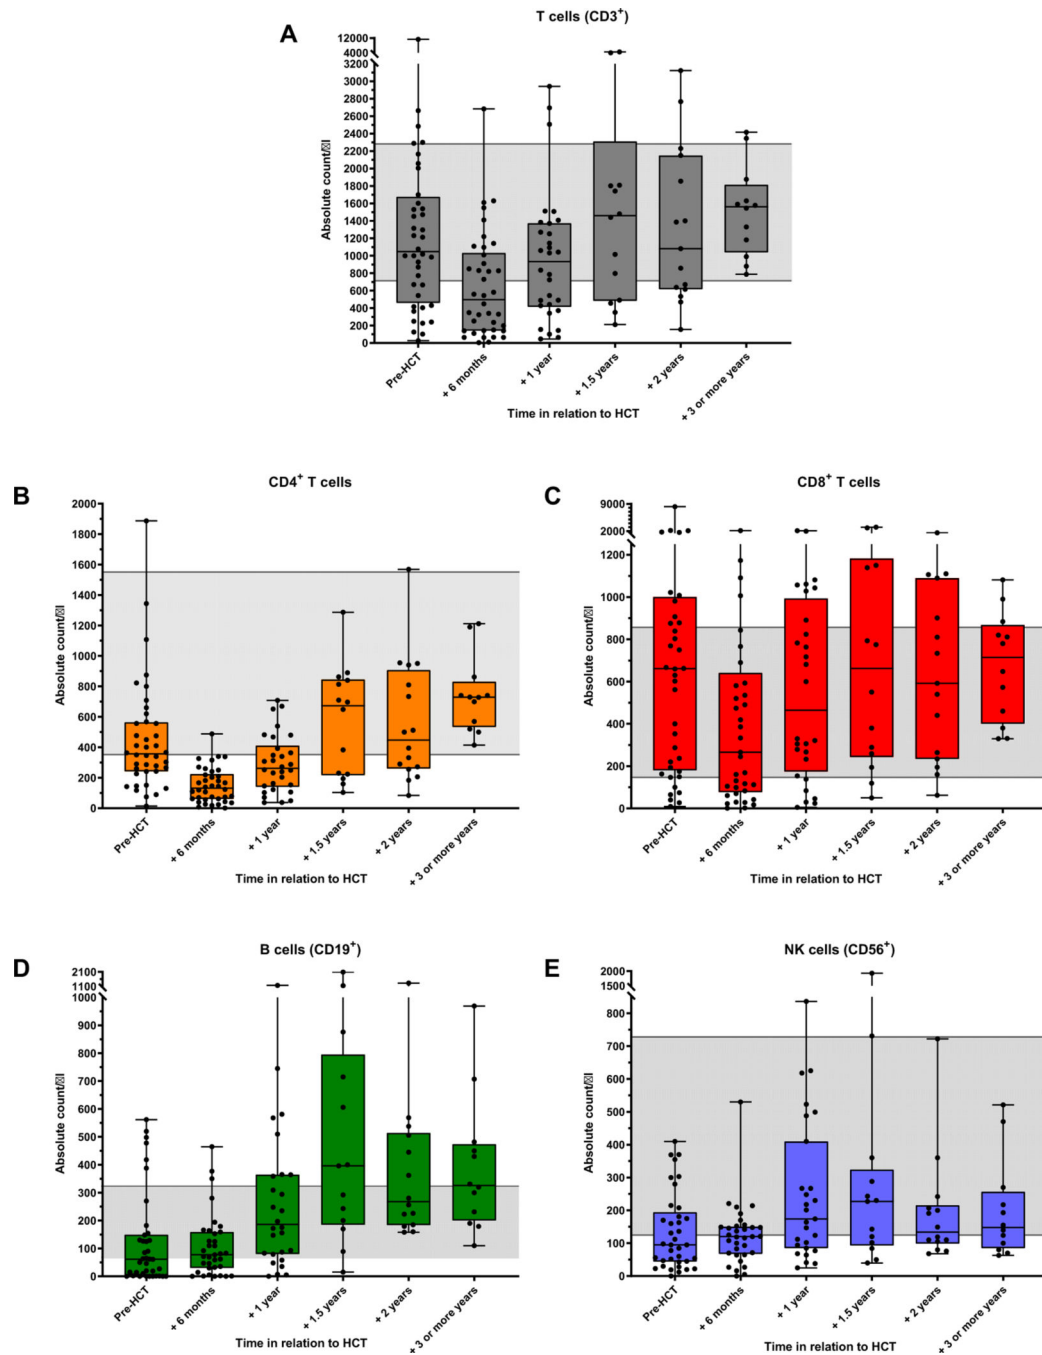 A
T cells (CD3+)
12000
4000
3200
3000
2800
2600
2400
2200
2000
1800
1600
1400
1200
1000
800
600
400
200
0
Absolute count/�l
Pre-HCT
+ 6 months
+ 1 year
+ 1.5 years
+ 2 years
+ 3 or more years
Time in relation to HCT
B
CD4+ T cells
2000
1800
1600
1400
1200
1000
800
600
400
200
0
Absolute count/�l
Pre-HCT
+ 6 months
+ 1 year
+ 1.5 years
+ 2 years
+ 3 or more years
Time in relation to HCT
C
CD8+ T cells
9000
2000
1200
1000
800
600
400
200
0
Absolute count/�l
Pre-HCT
+ 6 months
+ 1 year
+ 1.5 years
+ 2 years
+ 3 or more years
Time in relation to HCT
D
B cells (CD19+)
2100
1100
1000
900
800
700
600
500
400
300
200
100
0
Absolute count/�l
Pre-HCT
+ 6 months
+ 1 year
+ 1.5 years
+ 2 years
+ 3 or more years
Time in relation to HCT
E
NK cells (CD56+)
2000
1500
800
700
600
500
400
300
200
100
0
Absolute count/�l
Pre-HCT
+ 6 months
+ 1 year
+ 1.5 years
+ 2 years
+ 3 or more years
Time in relation to HCT